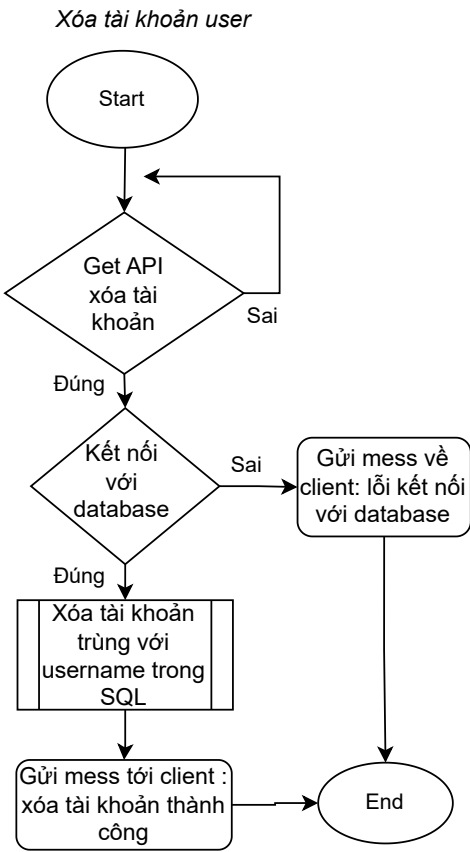 Xóa tài khoản user
Start
Get API
xóa tài
khoản
Sai
Đúng
Kết nối
với
database
Sai
Gửi mess về
client: lỗi kết nối
với database
Đúng
Xóa tài khoản
trùng với
username trong
SQL
Gửi mess tới client :
xóa tài khoản thành
công
End